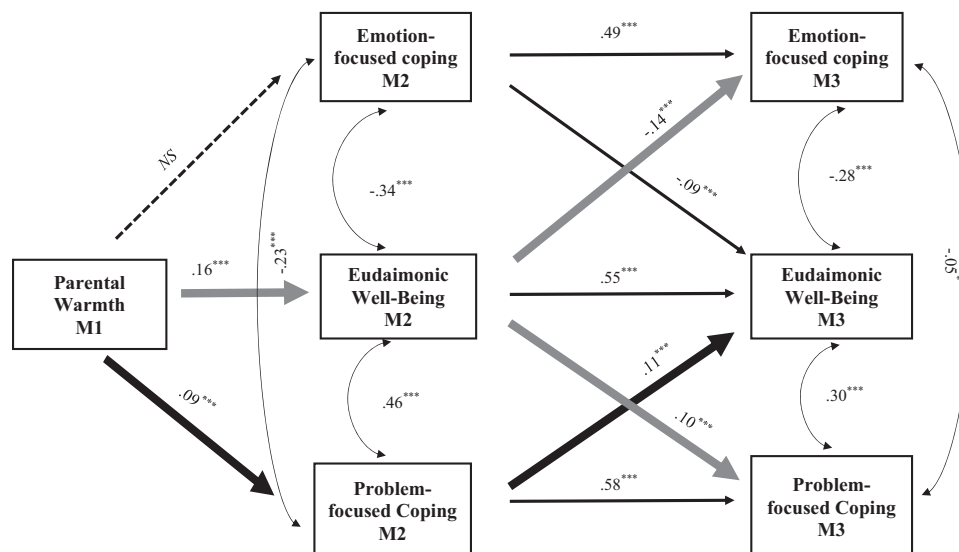 Emotion-
focused coping
M2
Emotion-
focused coping
M3
.49***
NS
-.14***
-.34***
-.09***
-.28***
-.23***
-.05*
Parental
Warmth
M1
.16***
Eudaimonic
Well-Being
M2
.55***
Eudaimonic
Well-Being
M3
.09***
.46***
.11***
.10***
.30***
Problem-
focused Coping
M2
.58***
Problem-
focused Coping
M3